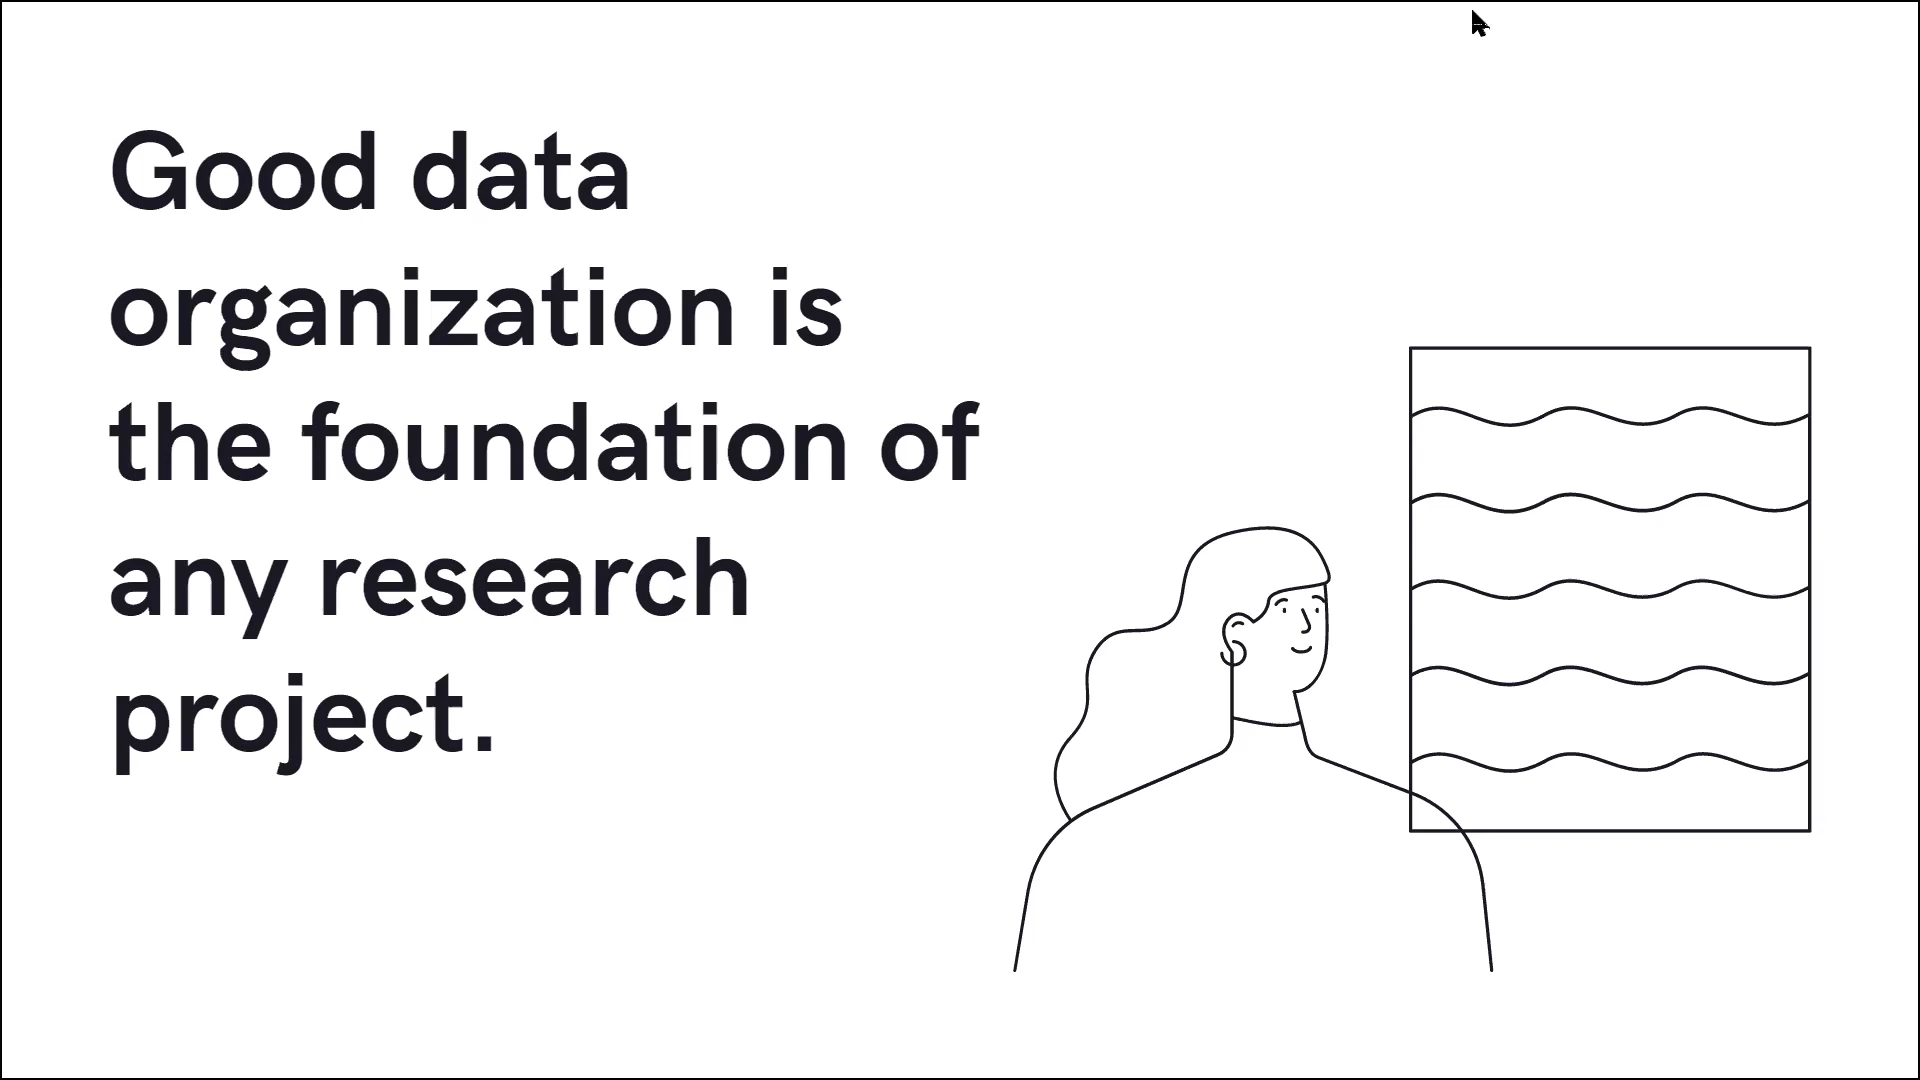 Good data
organization is
the foundation of
any research
project.